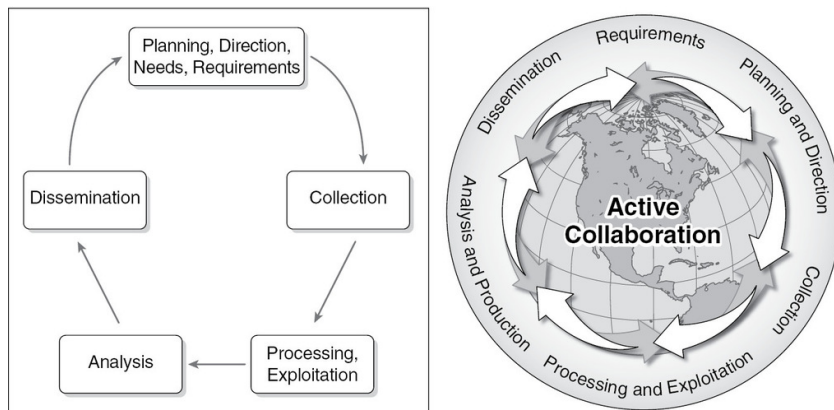 Planning, Direction,
Needs, Requirements
Collection
Processing,
Exploitation
Analysis
Dissemination
Requirements
Planning and Direction
Collection
Processing and Exploitation
Analysis and Production
Dissemination
Active
Collaboration